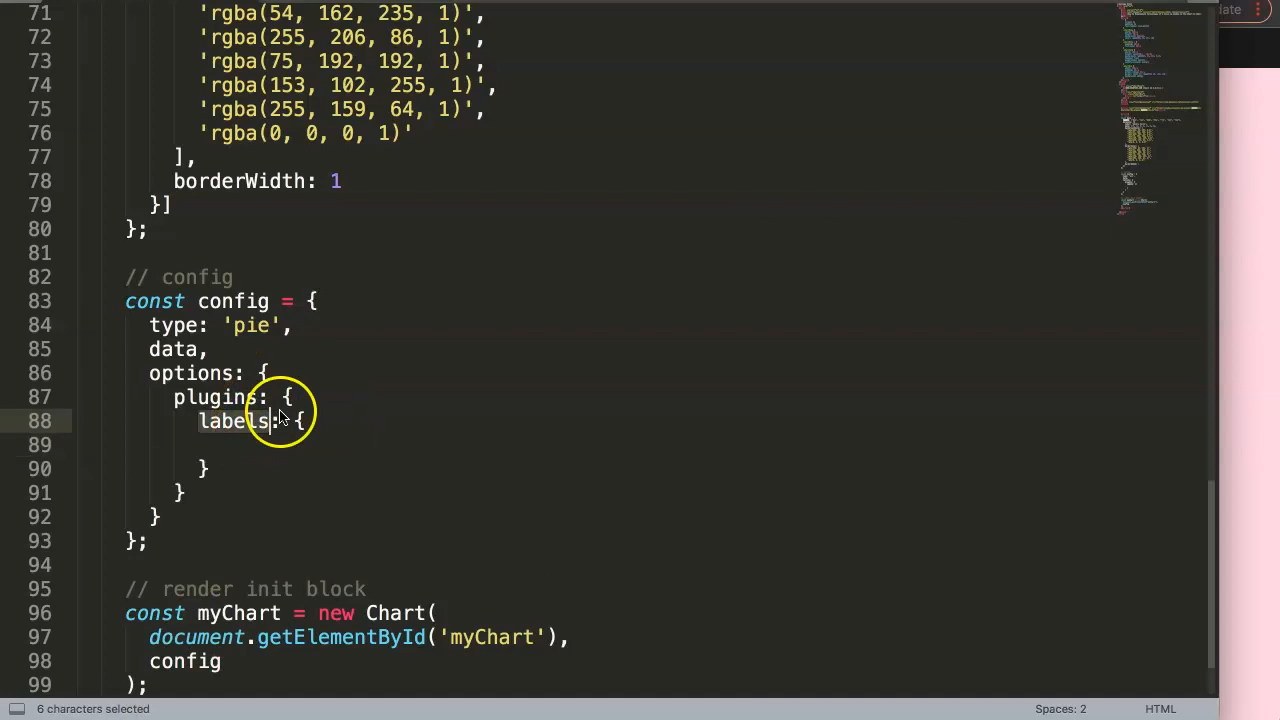 date
71 'rgba(54, 162, 235, 1)',
72 'rgba(255, 206, 86, 1)',
73 'rgba(75, 192, 192, 1)',
74 'rgba(153, 102, 255, 1)',
75 'rgba(255, 159, 64, 1)',
76 'rgba(0, 0, 0, 1)'
77 ],
78 borderWidth: 1
79 }]
80 };
81
82 // config
83 const config = {
84 type: 'pie',
85 data,
86 options: {
87 plugins: {
88 labels: {
89
90 }
91 }
92 }
93 };
94
95 // render init block
96 const myChart = new Chart(
97 document.getElementById('myChart'),
98 config
99 );
6 characters selected
Spaces: 2
HTML